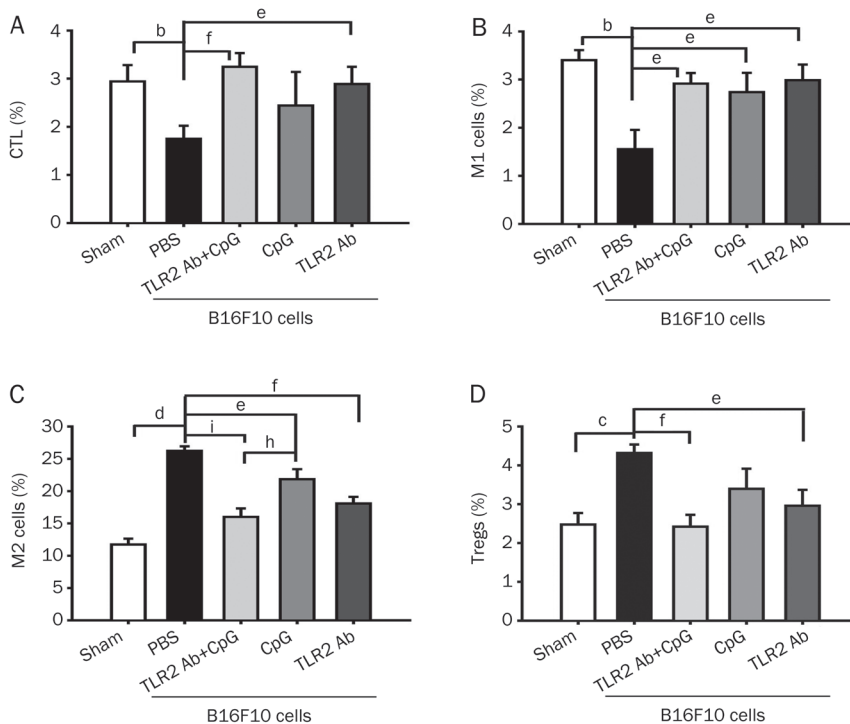 A
CTL (%)
4
3
2
1
0
b
f
e
Sham
PBS
TLR2 Ab+CpG
CpG
TLR2 Ab
B16F10 cells
B
M1 cells (%)
4
3
2
1
0
b
e
e
e
Sham
PBS
TLR2 Ab+CpG
CpG
TLR2 Ab
B16F10 cells
C
M2 cells (%)
30
25
20
15
10
5
0
d
f
e
i
h
Sham
PBS
TLR2 Ab+CpG
CpG
TLR2 Ab
B16F10 cells
D
Tregs (%)
5
4
3
2
1
0
c
e
f
Sham
PBS
TLR2 Ab+CpG
CpG
TLR2 Ab
B16F10 cells